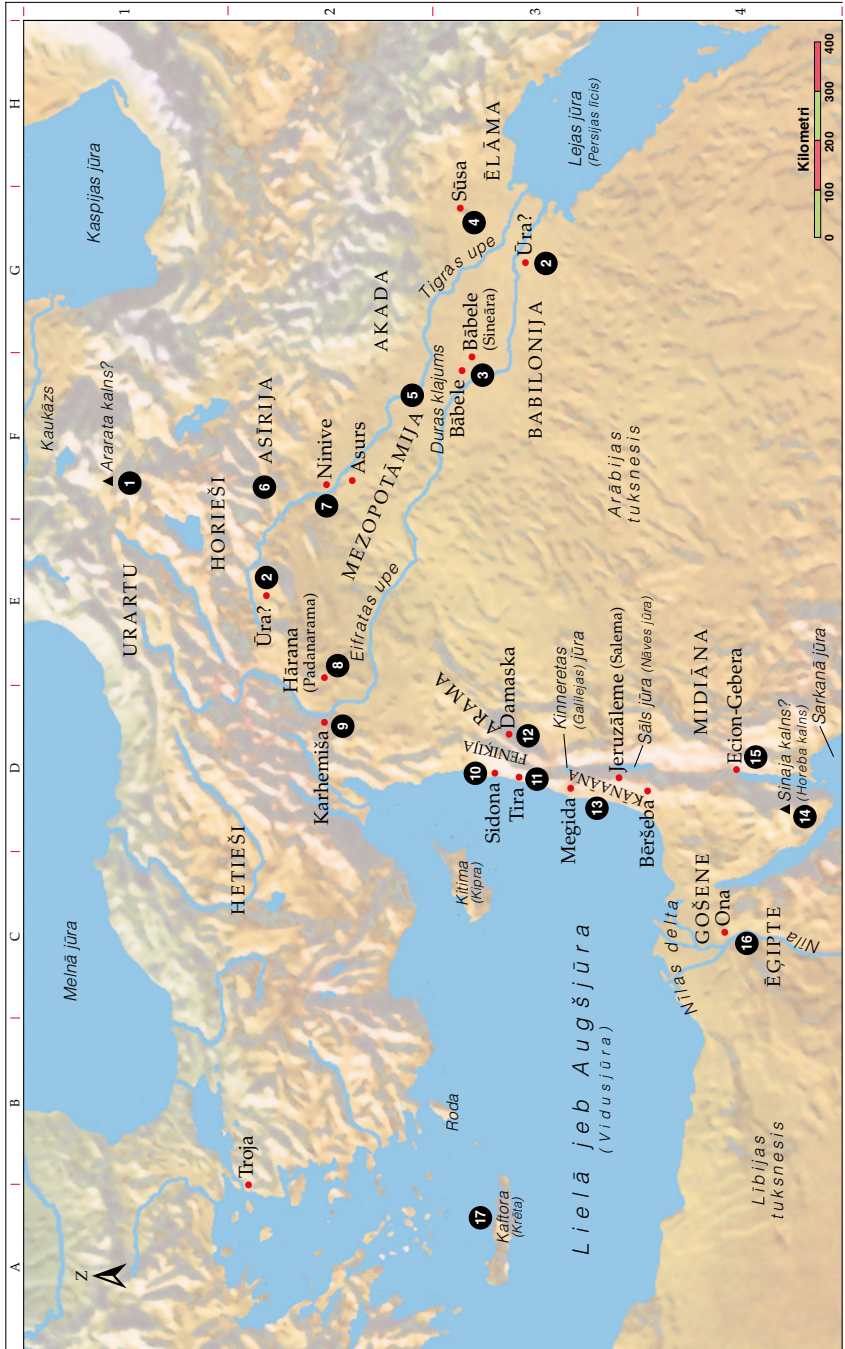 A
B
C
D
E
F
G
H
1
2
3
4
Z
Melnā jūra
Kaukāzs
Kaspijas jūra
Ararata kalns?
1
URARTU
HORIEŠI
6
ASĪRIJA
HETIEŠI
Troja
Ūra?
2
Hārana
(Padanarama)
8
Karhemiša
9
7
Ninive
Asurs
MEZOPOTĀMIJA
Eifratas upe
5
AKADA
Tigras upe
Duras klajums
Bābele
3
Bābele
(Sineāra)
BABILONIJA
Sūsa
4
ĒLĀMA
Ūra?
2
Lejas jūra
(Persijas līcis)
Roda
17
Kaftora
(Krēta)
Kitima
(Kipra)
Lielā jeb Augšjūra
(Vidusjūra)
10
Sidona
FENIĶIJA
Tira
11
ARAMA
Damaska
12
Ķinneretas
(Galilejas) jūra
Megida
13
KĀNAĀNA
Jeruzāleme (Salema)
Sāls jūra (Nāves jūra)
Bēršeba
Arābijas
tuksnesis
MIDIĀNA
Ecion-Gebera
15
Sinaja kalns?
(Horeba kalns)
14
Sarkanā jūra
Nīlas delta
GOŠENE
Ona
16
ĒĢIPTE
Nīla
Lībijas
tuksnesis
Kilometri
0
100
200
300
400